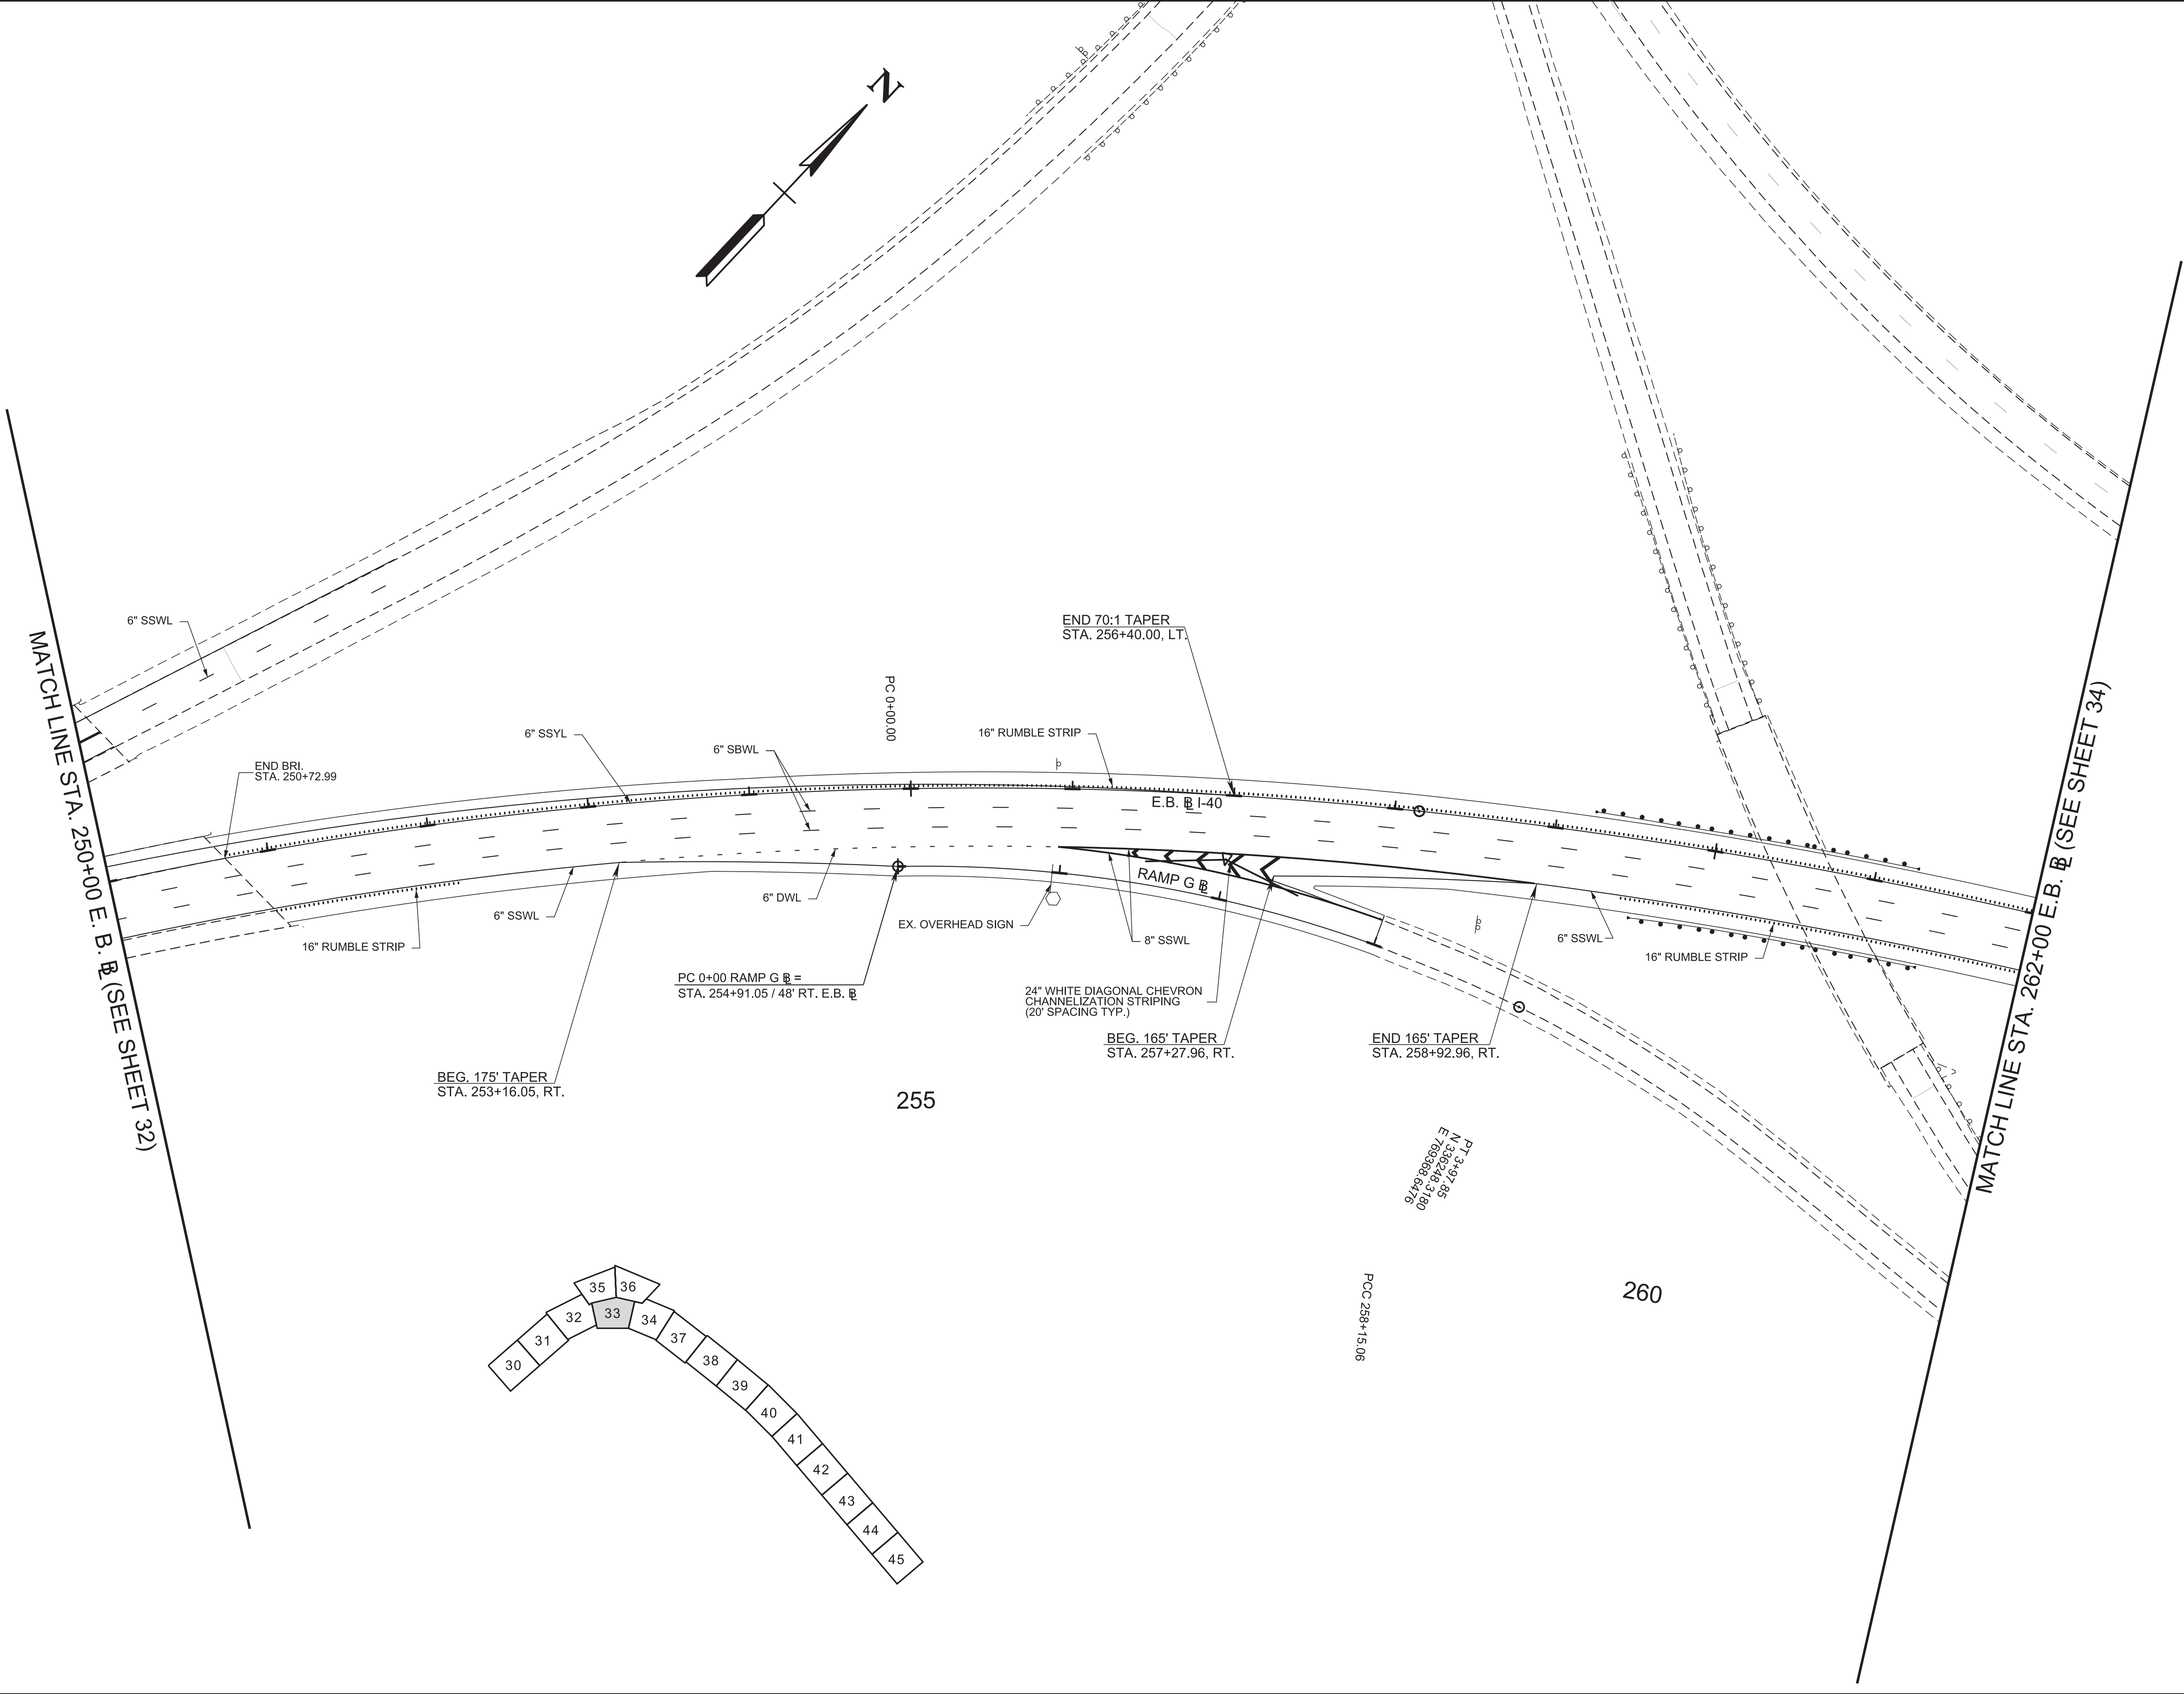 N
6" SSWL
END 70:1 TAPER
STA. 256+40.00, LT.
PC 0+00.00
6" SSYL
6" SBWL
16" RUMBLE STRIP
END BRI.
STA. 250+72.99
E.B. ℄ I-40
MATCH LINE STA. 250+00 E. B. ℄ (SEE SHEET 32)
MATCH LINE STA. 262+00 E.B. ℄ (SEE SHEET 34)
RAMP G ℄
6" DWL
6" SSWL
16" RUMBLE STRIP
EX. OVERHEAD SIGN
8" SSWL
6" SSWL
16" RUMBLE STRIP
PC 0+00 RAMP G ℄ =
STA. 254+91.05 / 48' RT. E.B. ℄
24" WHITE DIAGONAL CHEVRON
CHANNELIZATION STRIPING
(20' SPACING TYP.)
BEG. 165' TAPER
STA. 257+27.96, RT.
END 165' TAPER
STA. 258+92.96, RT.
BEG. 175' TAPER
STA. 253+16.05, RT.
255
PT 3+97.85
N 336248.3180
E 769368.6476
PCC 258+15.06
260
35
36
32
33
34
31
37
30
38
39
40
41
42
43
44
45